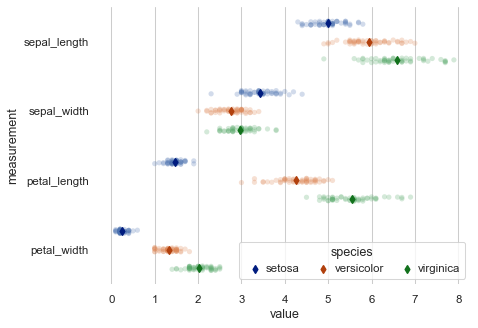 measurement
sepal_length
sepal_width
petal_length
petal_width
species
setosa versicolor virginica
0 1 2 3 4 5 6 7 8
value